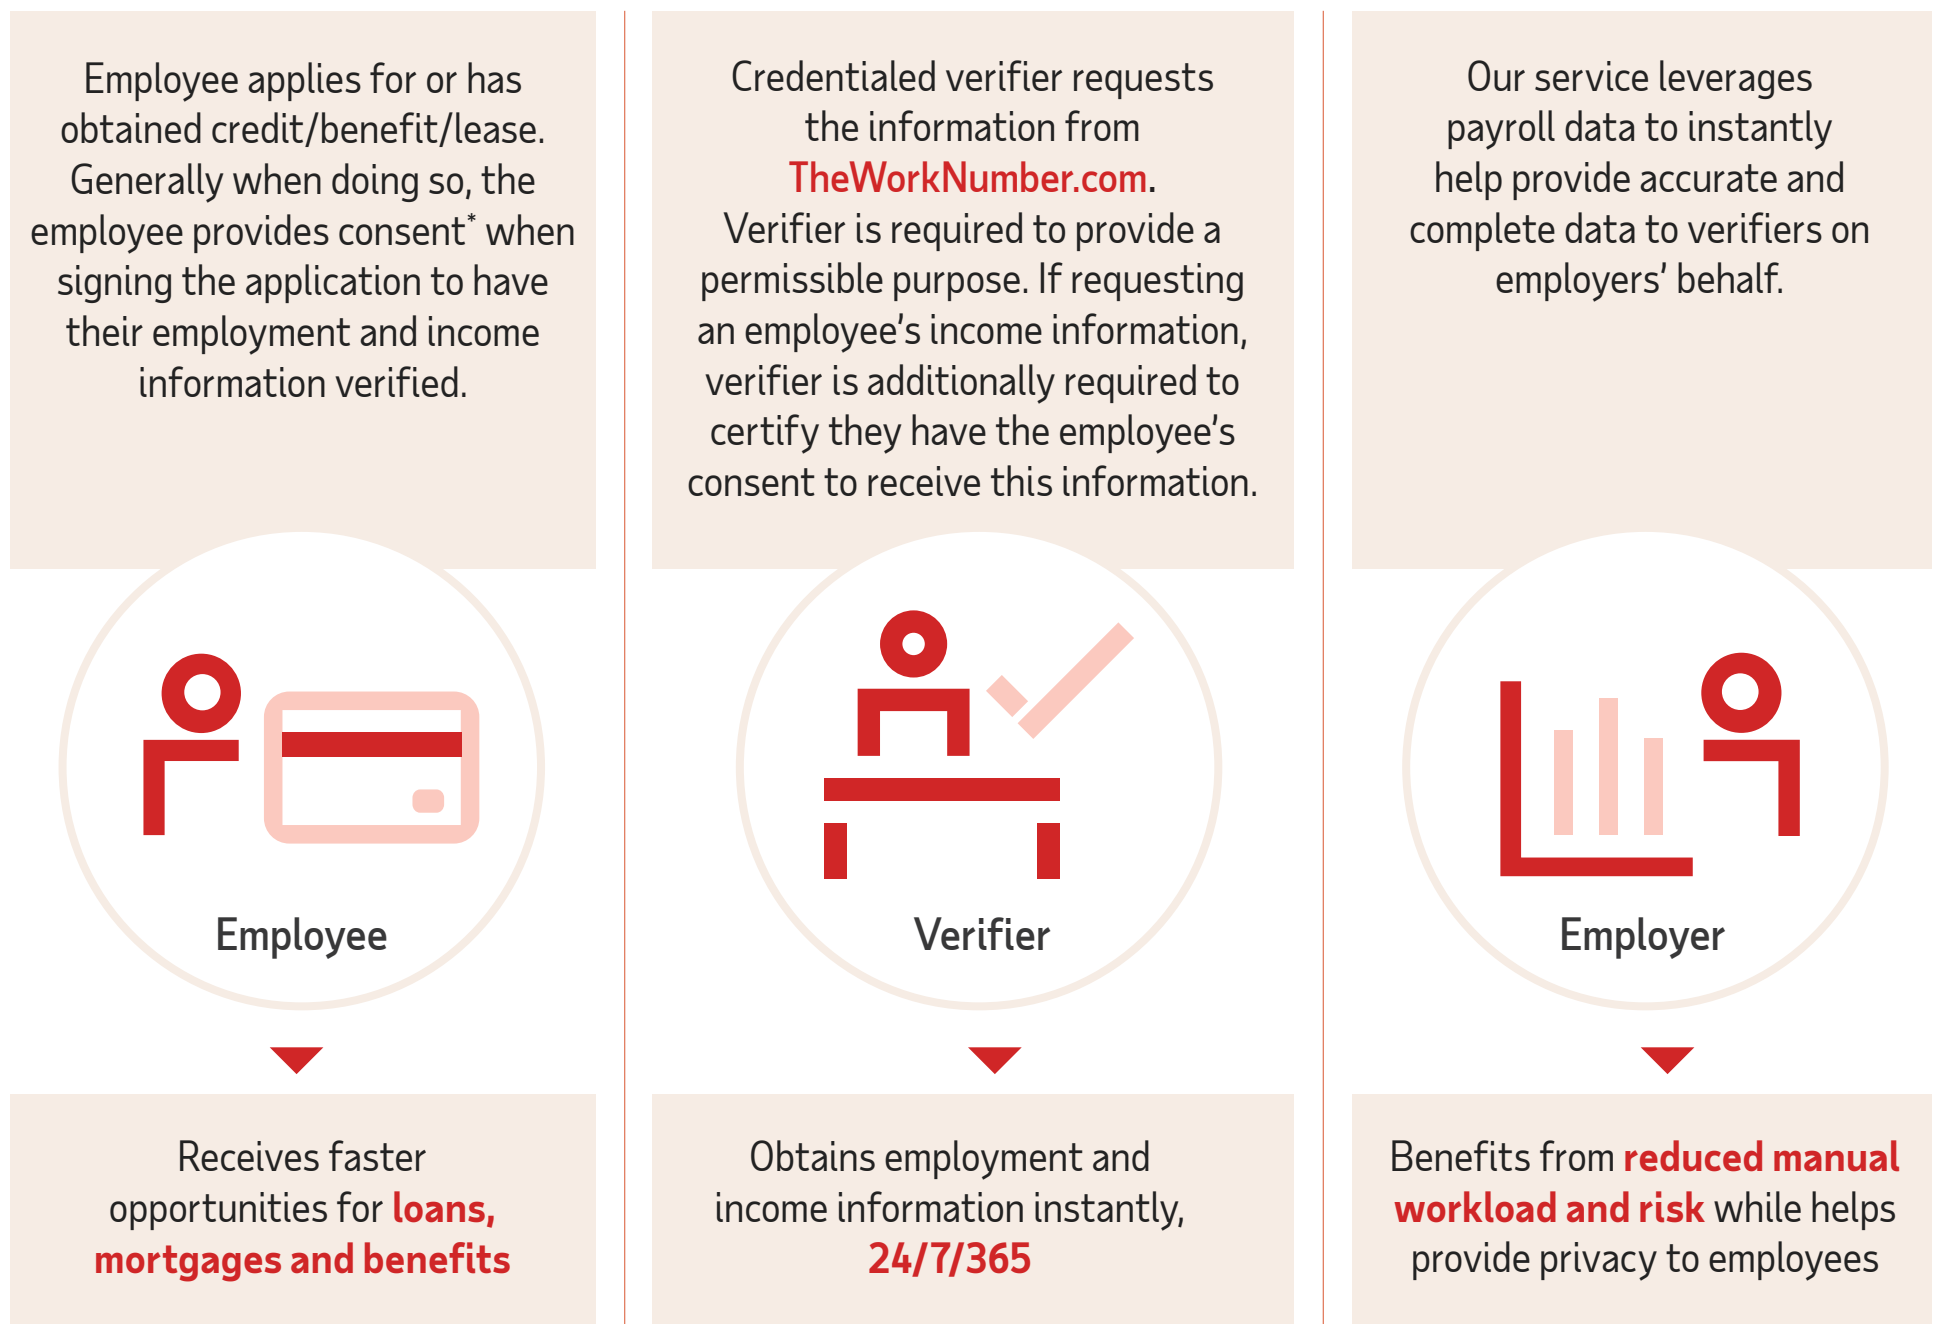 Employee applies for or has
obtained credit/benefit/lease.
Generally when doing so, the
employee provides consent* when
signing the application to have
their employment and income
information verified.
Employee
Receives faster
opportunities for loans,
mortgages and benefits
Credentialed verifier requests
the information from
TheWorkNumber.com.
Verifier is required to provide a
permissible purpose. If requesting
an employee’s income information,
verifier is additionally required to
certify they have the employee’s
consent to receive this information.
Verifier
Obtains employment and
income information instantly,
24/7/365
Our service leverages
payroll data to instantly
help provide accurate and
complete data to verifiers on
employers’ behalf.
Employer
Benefits from reduced manual
workload and risk while helps
provide privacy to employees